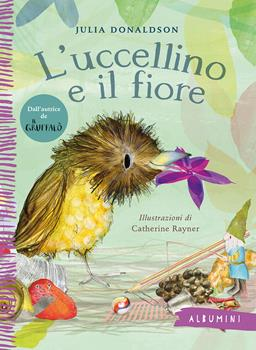 JULIA DONALDSON
L'uccellino
e il fiore
Dall'autrice
de
IL GRUFFALÒ
Illustrazioni di
Catherine Rayner
ALBUMINI